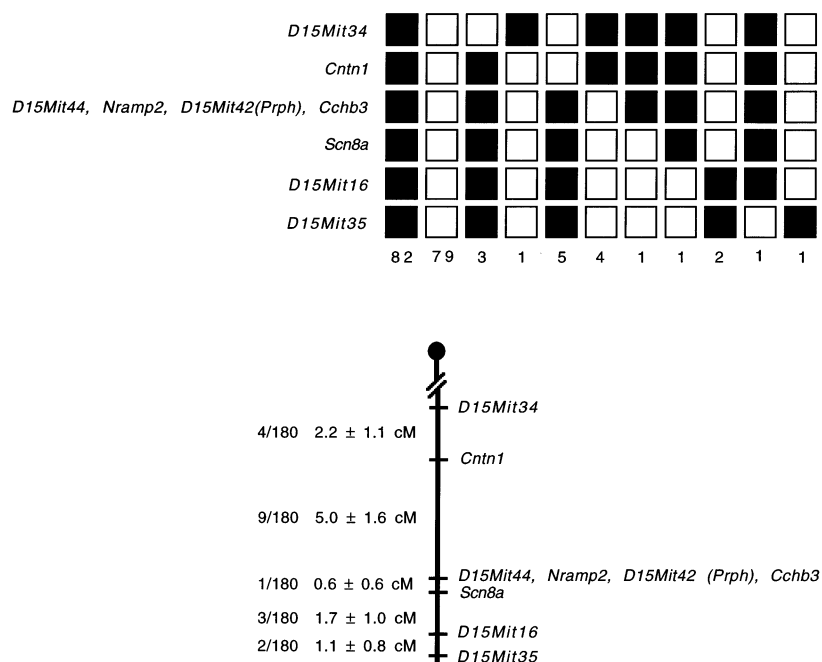 D15Mit34
Cntn1
D15Mit44, Nramp2, D15Mit42(Prph), Cchb3
Scn8a
D15Mit16
D15Mit35
82 79 3 1 5 4 1 1 2 1 1
D15Mit34
4/180 2.2 ± 1.1 cM
Cntn1
9/180 5.0 ± 1.6 cM
D15Mit44, Nramp2, D15Mit42 (Prph), Cchb3
1/180 0.6 ± 0.6 cM
Scn8a
3/180 1.7 ± 1.0 cM
D15Mit16
2/180 1.1 ± 0.8 cM
D15Mit35